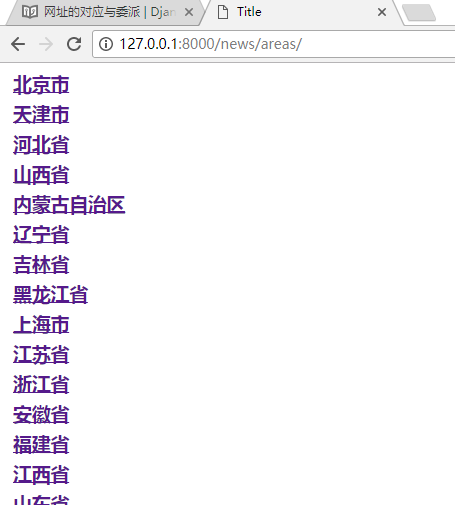 网址的对应与委派 | Djan
Title
127.0.0.1:8000/news/areas/
北京市
天津市
河北省
山西省
内蒙古自治区
辽宁省
吉林省
黑龙江省
上海市
江苏省
浙江省
安徽省
福建省
江西省
山东省